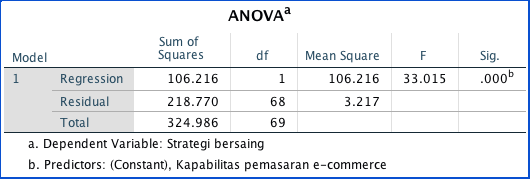 ANOVAa
Model Sum of Squares df Mean Square F Sig.
1 Regression 106.216 1 106.216 33.015 .000b
Residual 218.770 68 3.217
Total 324.986 69
a. Dependent Variable: Strategi bersaing
b. Predictors: (Constant), Kapabilitas pemasaran e-commerce